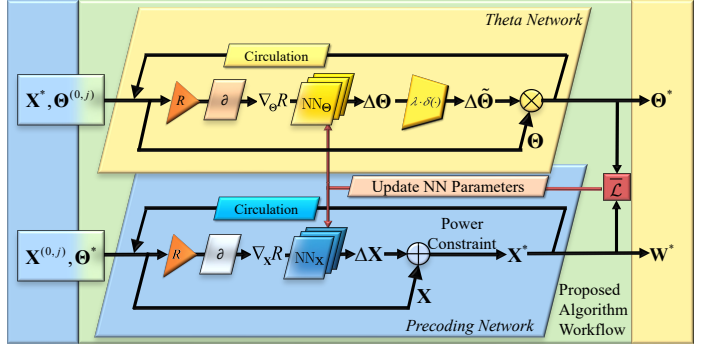 Theta Network
Circulation
X*, Θ^(0,j)
R
∂
∇_Θ R
NN_Θ
ΔΘ
λ·δ(·)
ΔΘ̃
⊗
Θ*
Θ
Update NN Parameters
ℒ̅
Circulation
Power
Constraint
X^(0,j), Θ*
R
∂
∇_X R
NN_X
ΔX
⊕
X*
W*
X
Proposed
Algorithm
Workflow
Precoding Network